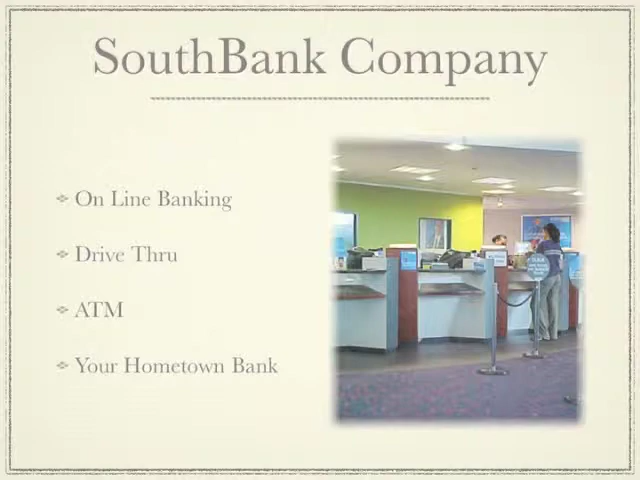 SouthBank Company
On Line Banking
Drive Thru
ATM
Your Hometown Bank